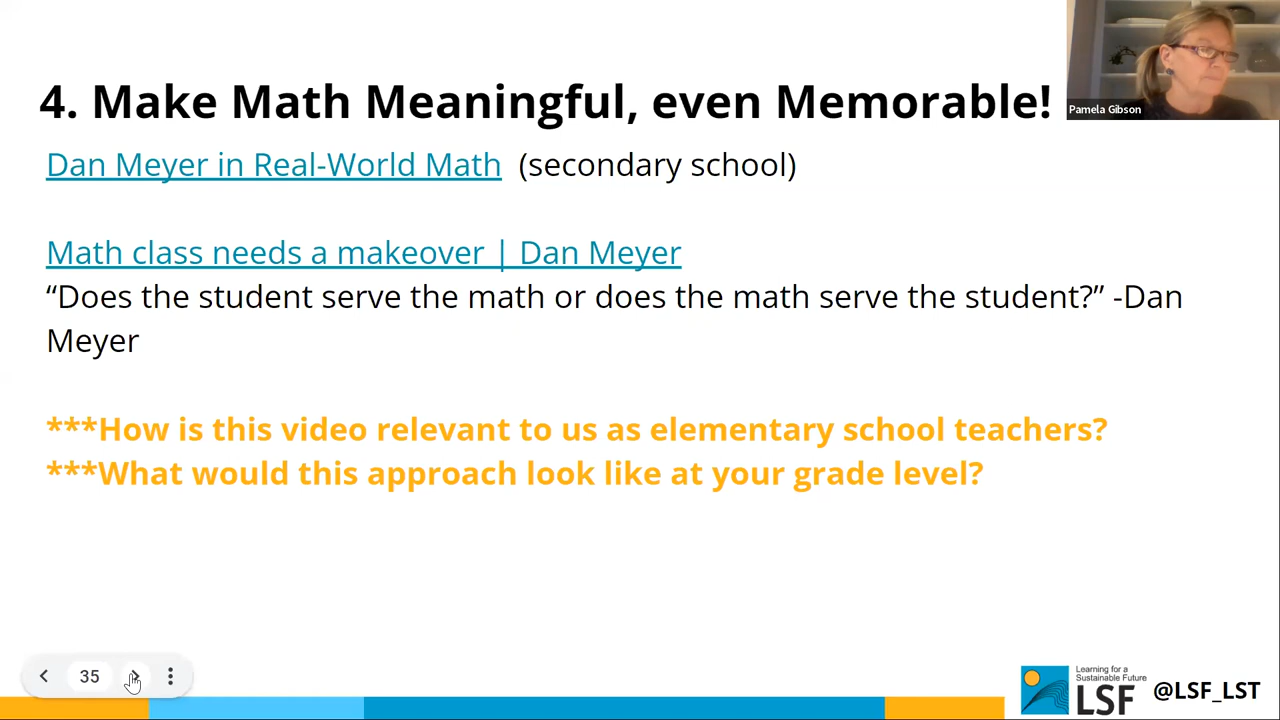 4. Make Math Meaningful, even Memorable!
Pamela Gibson
Dan Meyer in Real-World Math (secondary school)
Math class needs a makeover | Dan Meyer
“Does the student serve the math or does the math serve the student?” -Dan
Meyer
***How is this video relevant to us as elementary school teachers?
***What would this approach look like at your grade level?
35
Learning for a
Sustainable Future
LSF
@LSF_LST